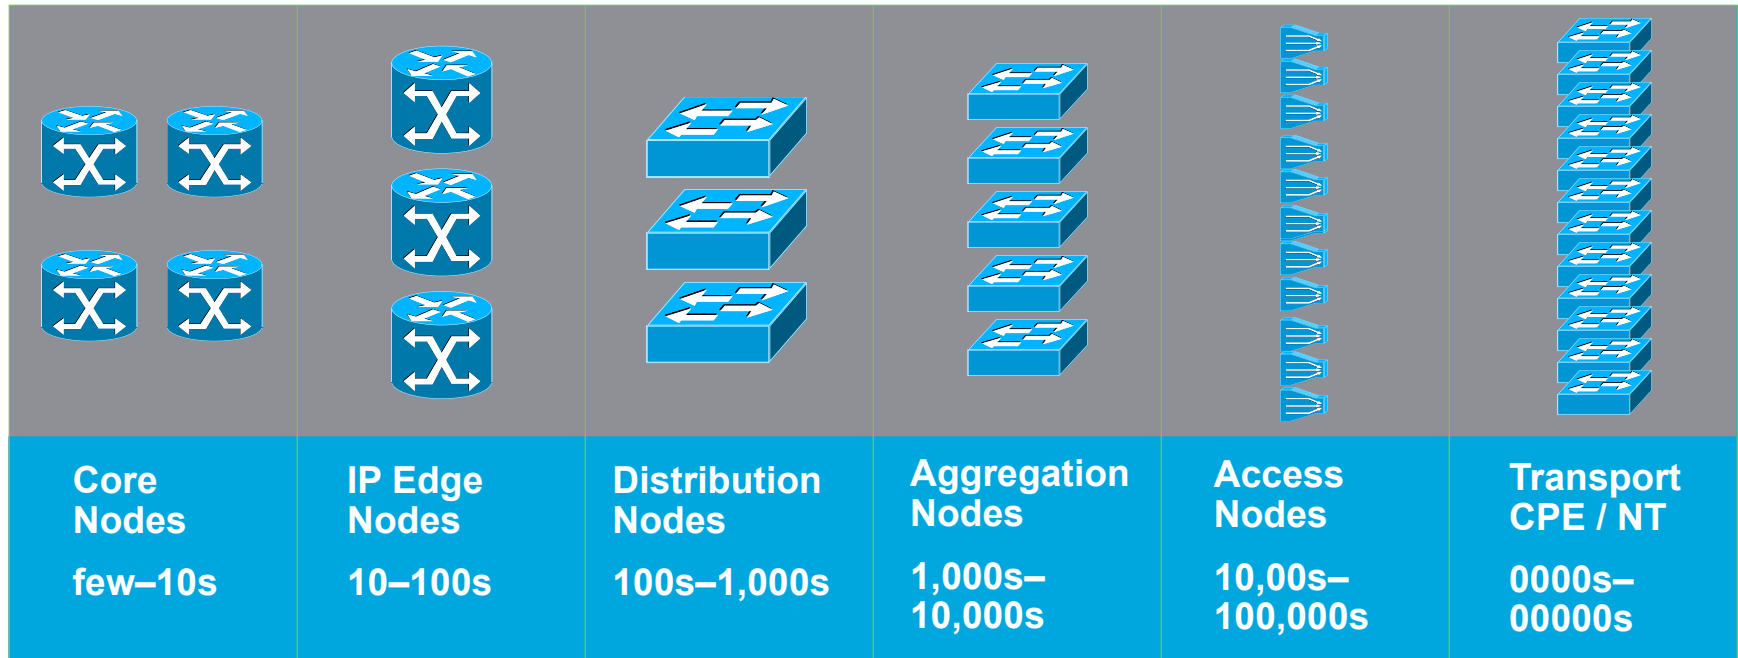 Core
Nodes
few–10s
IP Edge
Nodes
10–100s
Distribution
Nodes
100s–1,000s
Aggregation
Nodes
1,000s–
10,000s
Access
Nodes
10,00s–
100,000s
Transport
CPE / NT
0000s–
00000s